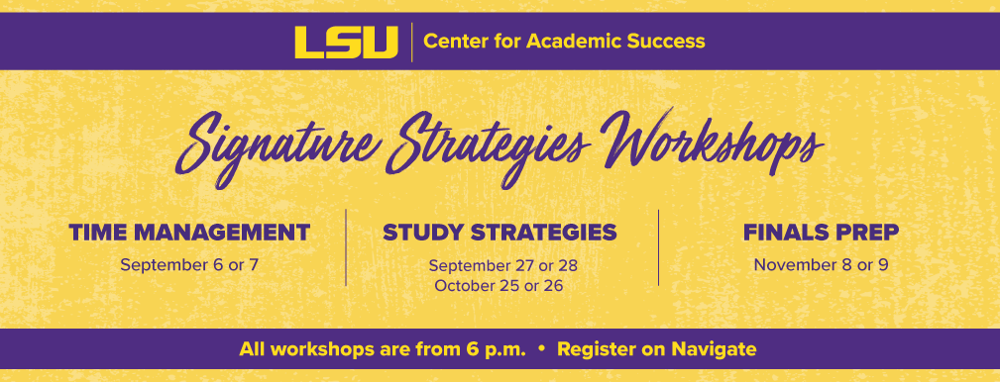 LSU Center for Academic Success
Signature Strategies Workshops
TIME MANAGEMENT
September 6 or 7
STUDY STRATEGIES
September 27 or 28
October 25 or 26
FINALS PREP
November 8 or 9
All workshops are from 6 p.m. • Register on Navigate